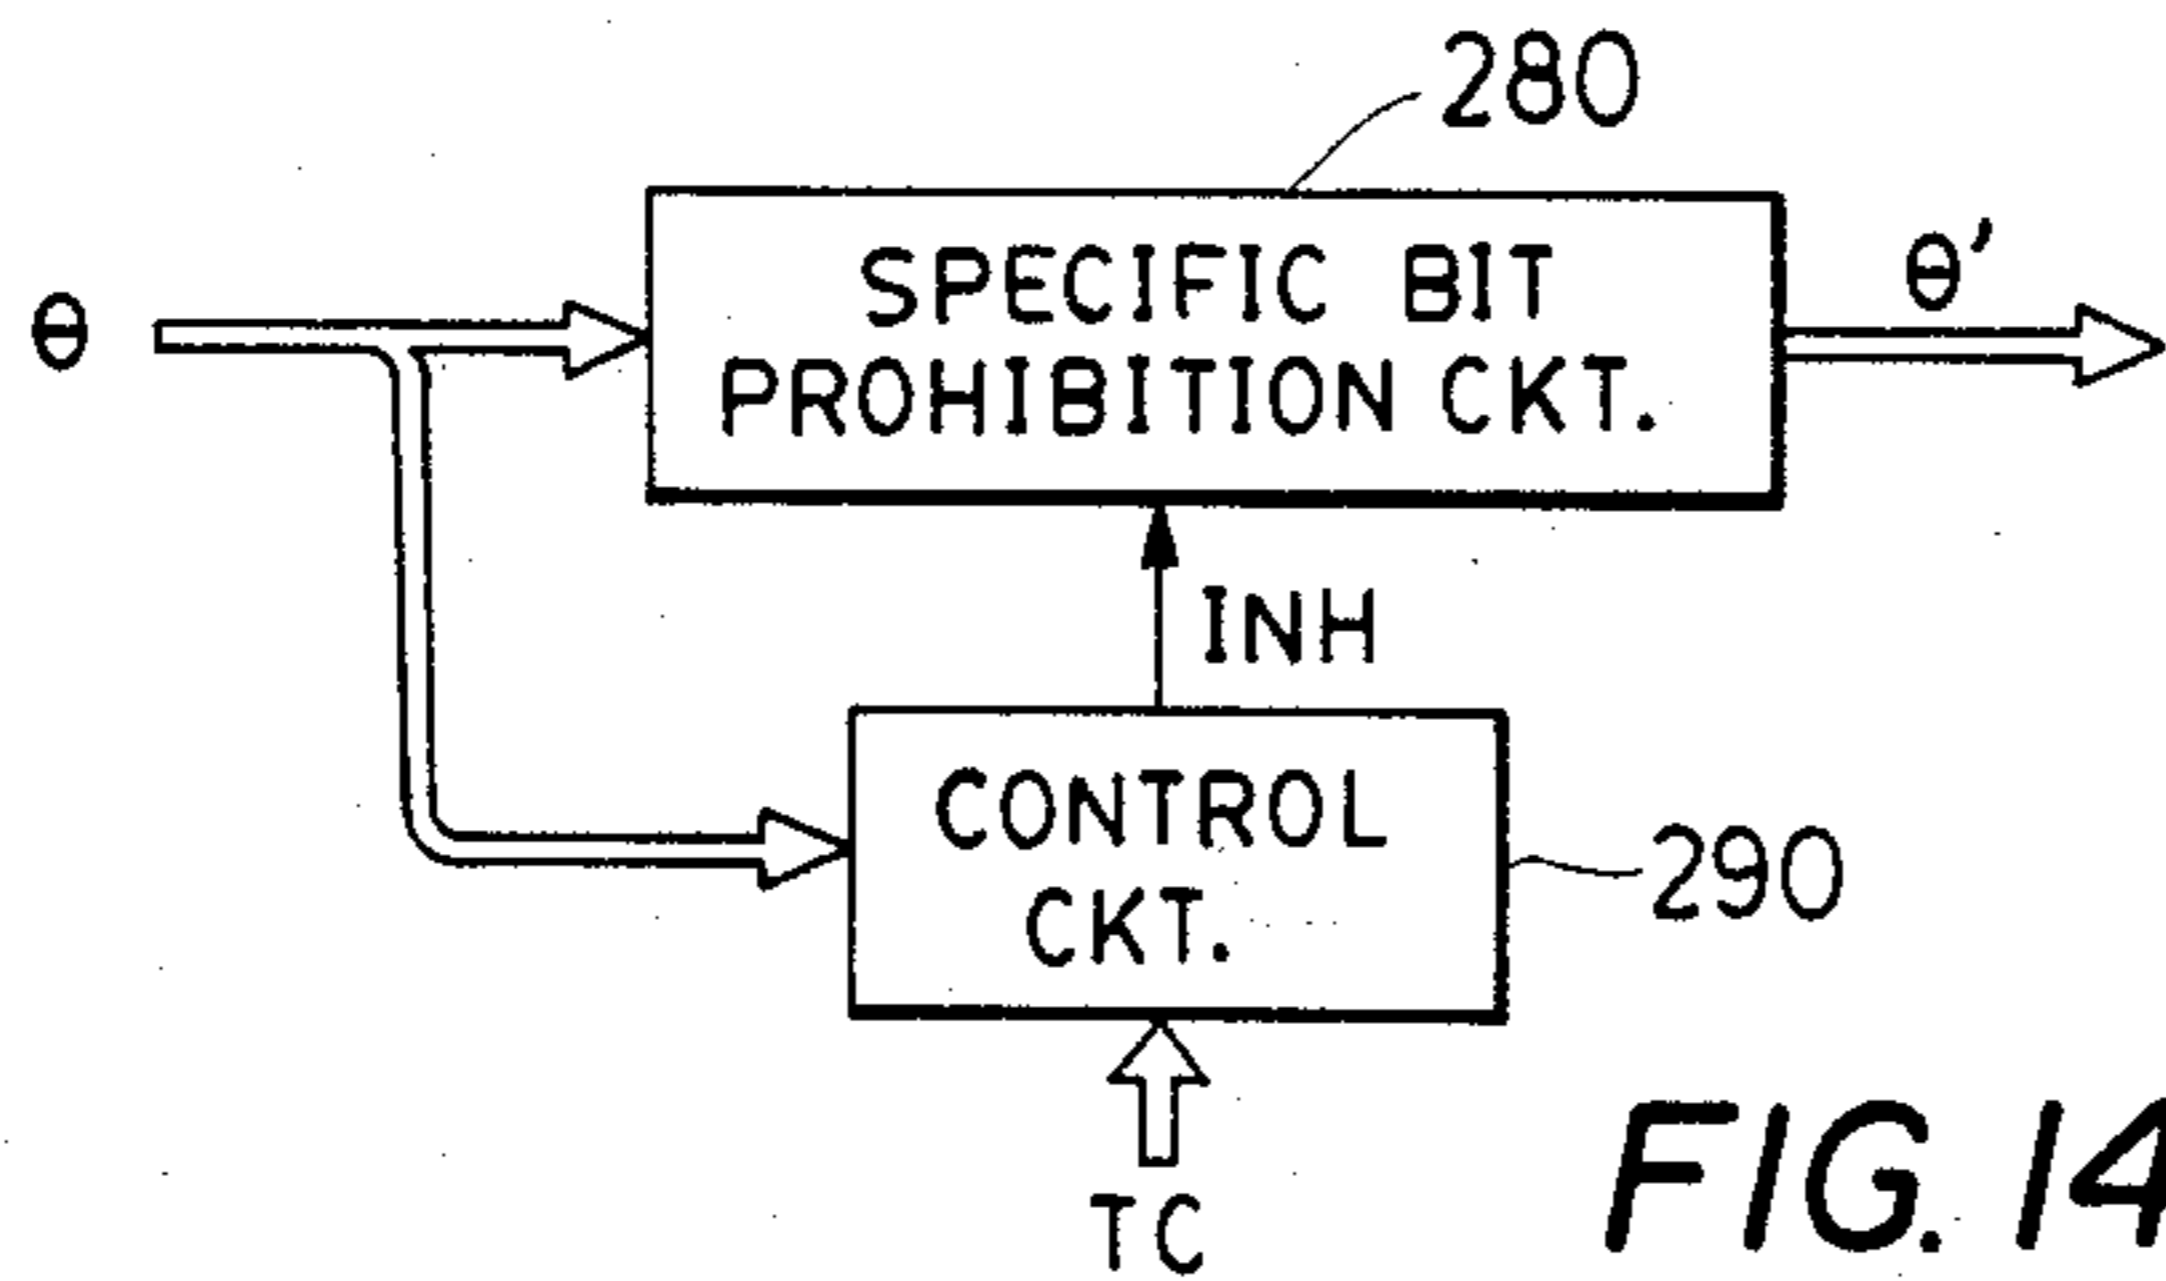 280
SPECIFIC BIT
PROHIBITION CKT.
θ
θ'
INH
CONTROL
CKT.
290
TC
FIG. 14